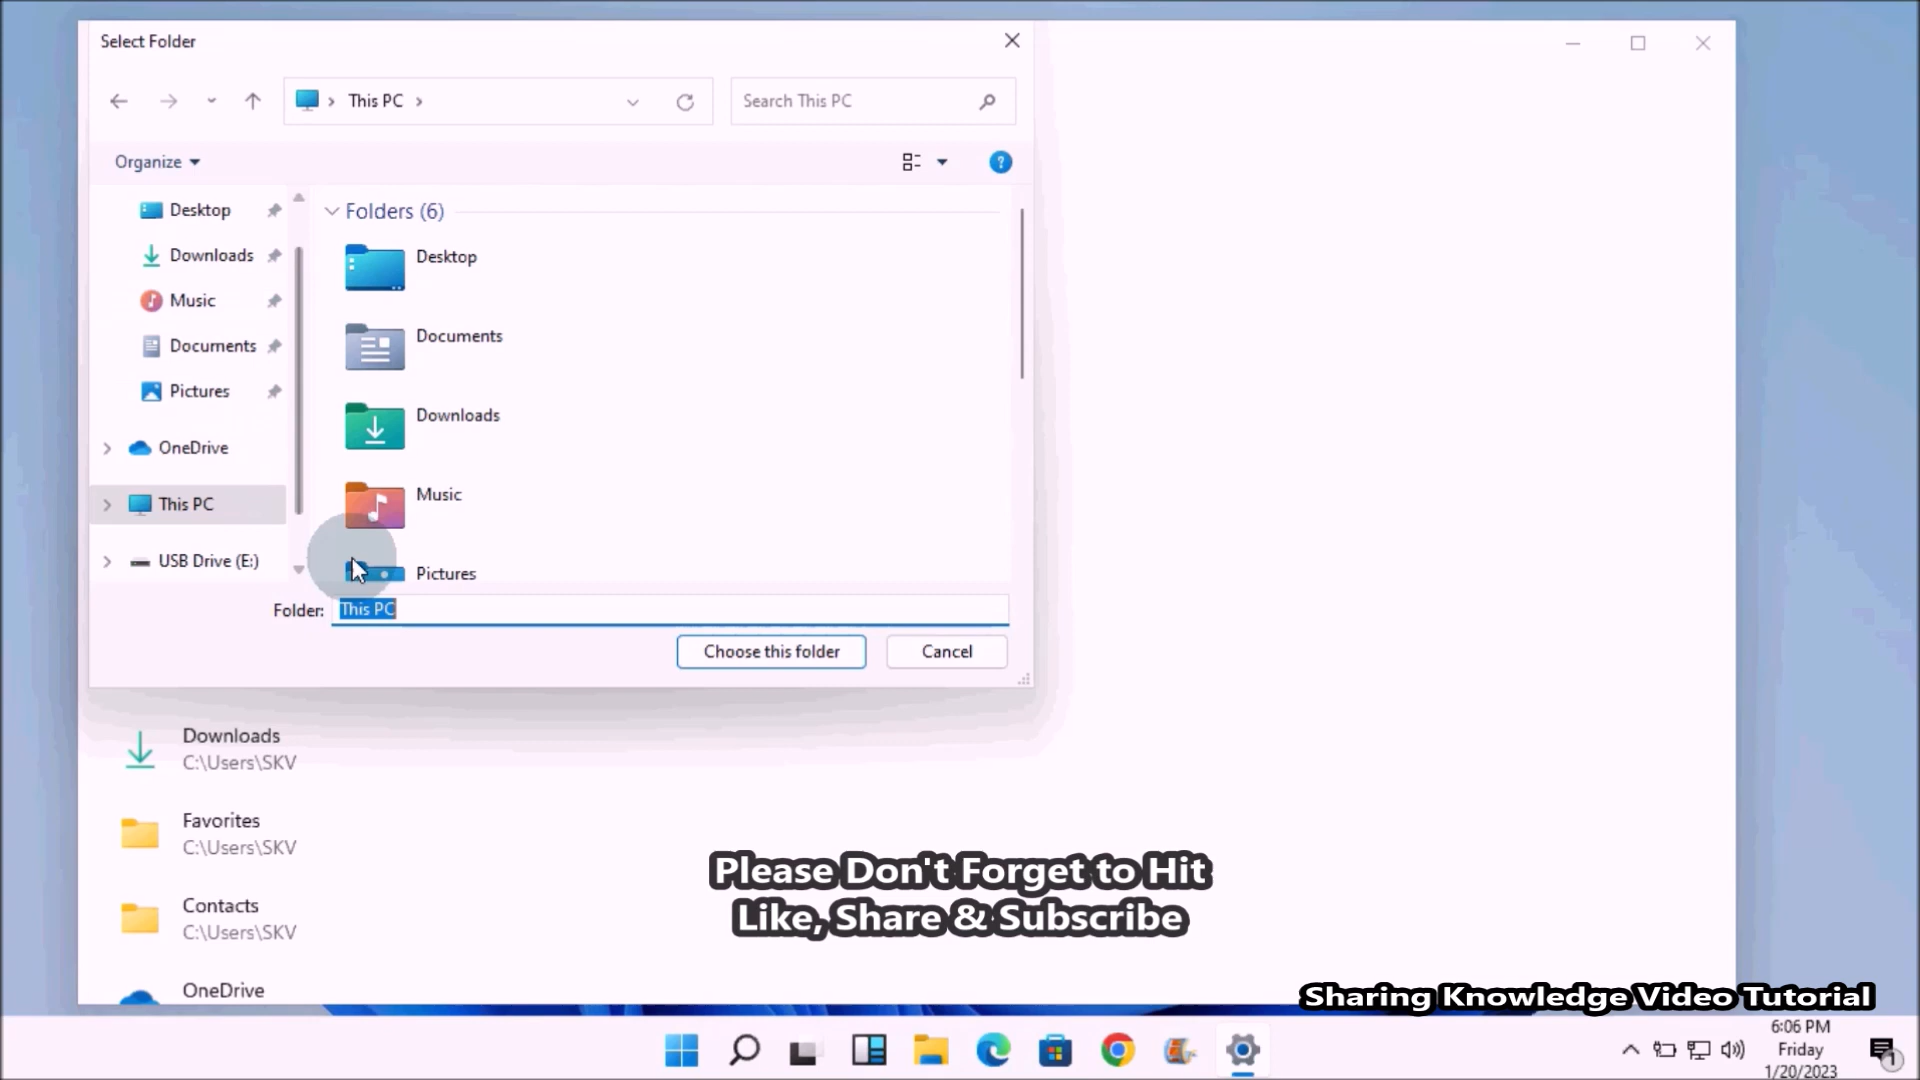 Select Folder
This PC
Search This PC
Organize
Desktop
Downloads
Music
Documents
Pictures
OneDrive
This PC
USB Drive (E:)
Folders (6)
Desktop
Documents
Downloads
Music
Pictures
Folder: This PC
Choose this folder
Cancel
Downloads
C:\Users\SKV
Favorites
C:\Users\SKV
Contacts
C:\Users\SKV
OneDrive
Please Don't Forget to Hit
Like, Share & Subscribe
Sharing Knowledge Video Tutorial
6:06 PM
Friday
1/20/2023
1